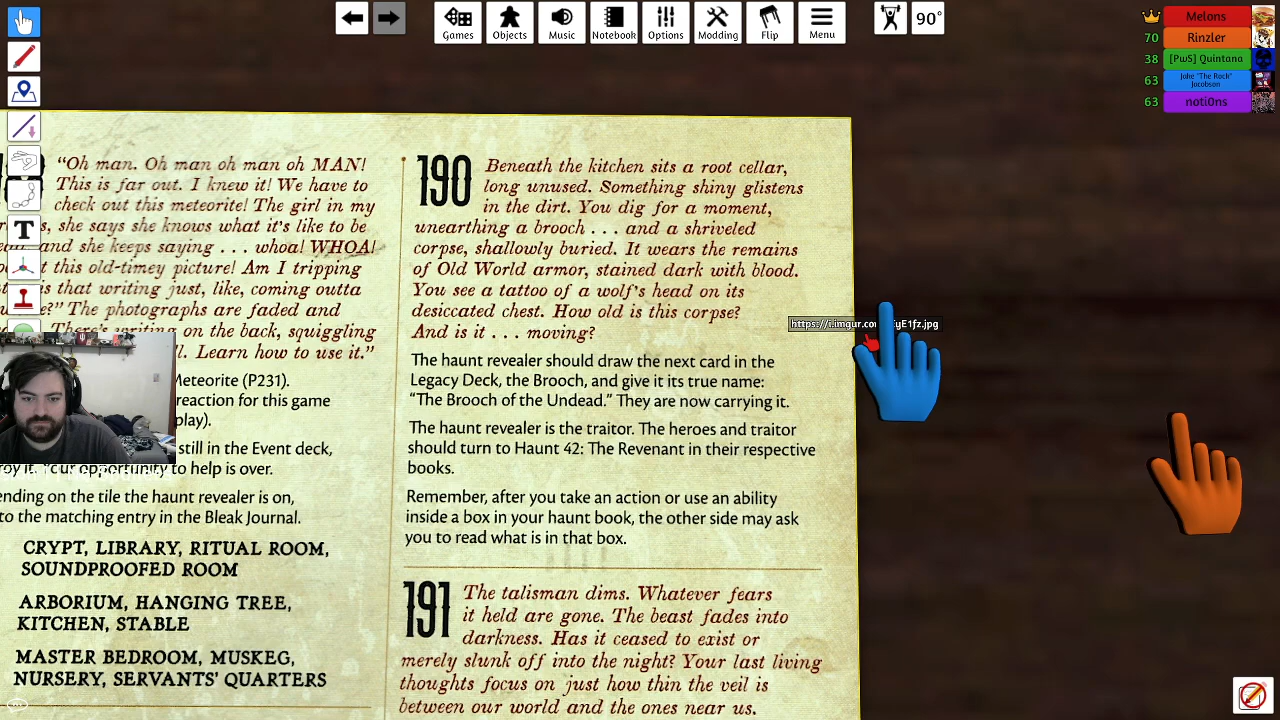 Games
Objects
Music
Notebook
Options
Modding
Flip
Menu
90°
Melons
70 Rinzler
38 [PwS] Quintana
63 Jake "The Rock" Jacobson
63 noti0ns
T
"Oh man. Oh man oh man oh MAN!
This is far out. I knew it! We have to
check out this meteorite! The girl in my
s, she says she knows what it's like to be
and she keeps saying . . . whoa! WHOA!
t this old-timey picture! Am I tripping
is that writing just, like, coming outta
e?" The photographs are faded and
There's writing on the back, squiggling
l. Learn how to use it."
Meteorite (P231).
reaction for this game
play).
still in the Event deck,
oy it. Your opportunity to help is over.
ending on the tile the haunt revealer is on,
to the matching entry in the Bleak Journal.
CRYPT, LIBRARY, RITUAL ROOM,
SOUNDPROOFED ROOM
ARBORIUM, HANGING TREE,
KITCHEN, STABLE
MASTER BEDROOM, MUSKEG,
NURSERY, SERVANTS' QUARTERS
190 Beneath the kitchen sits a root cellar,
long unused. Something shiny glistens
in the dirt. You dig for a moment,
unearthing a brooch . . . and a shriveled
corpse, shallowly buried. It wears the remains
of Old World armor, stained dark with blood.
You see a tattoo of a wolf's head on its
desiccated chest. How old is this corpse?
And is it . . . moving?
The haunt revealer should draw the next card in the
Legacy Deck, the Brooch, and give it its true name:
"The Brooch of the Undead." They are now carrying it.
The haunt revealer is the traitor. The heroes and traitor
should turn to Haunt 42: The Revenant in their respective
books.
Remember, after you take an action or use an ability
inside a box in your haunt book, the other side may ask
you to read what is in that box.
191 The talisman dims. Whatever fears
it held are gone. The beast fades into
darkness. Has it ceased to exist or
merely slunk off into the night? Your last living
thoughts focus on just how thin the veil is
between our world and the ones near us.